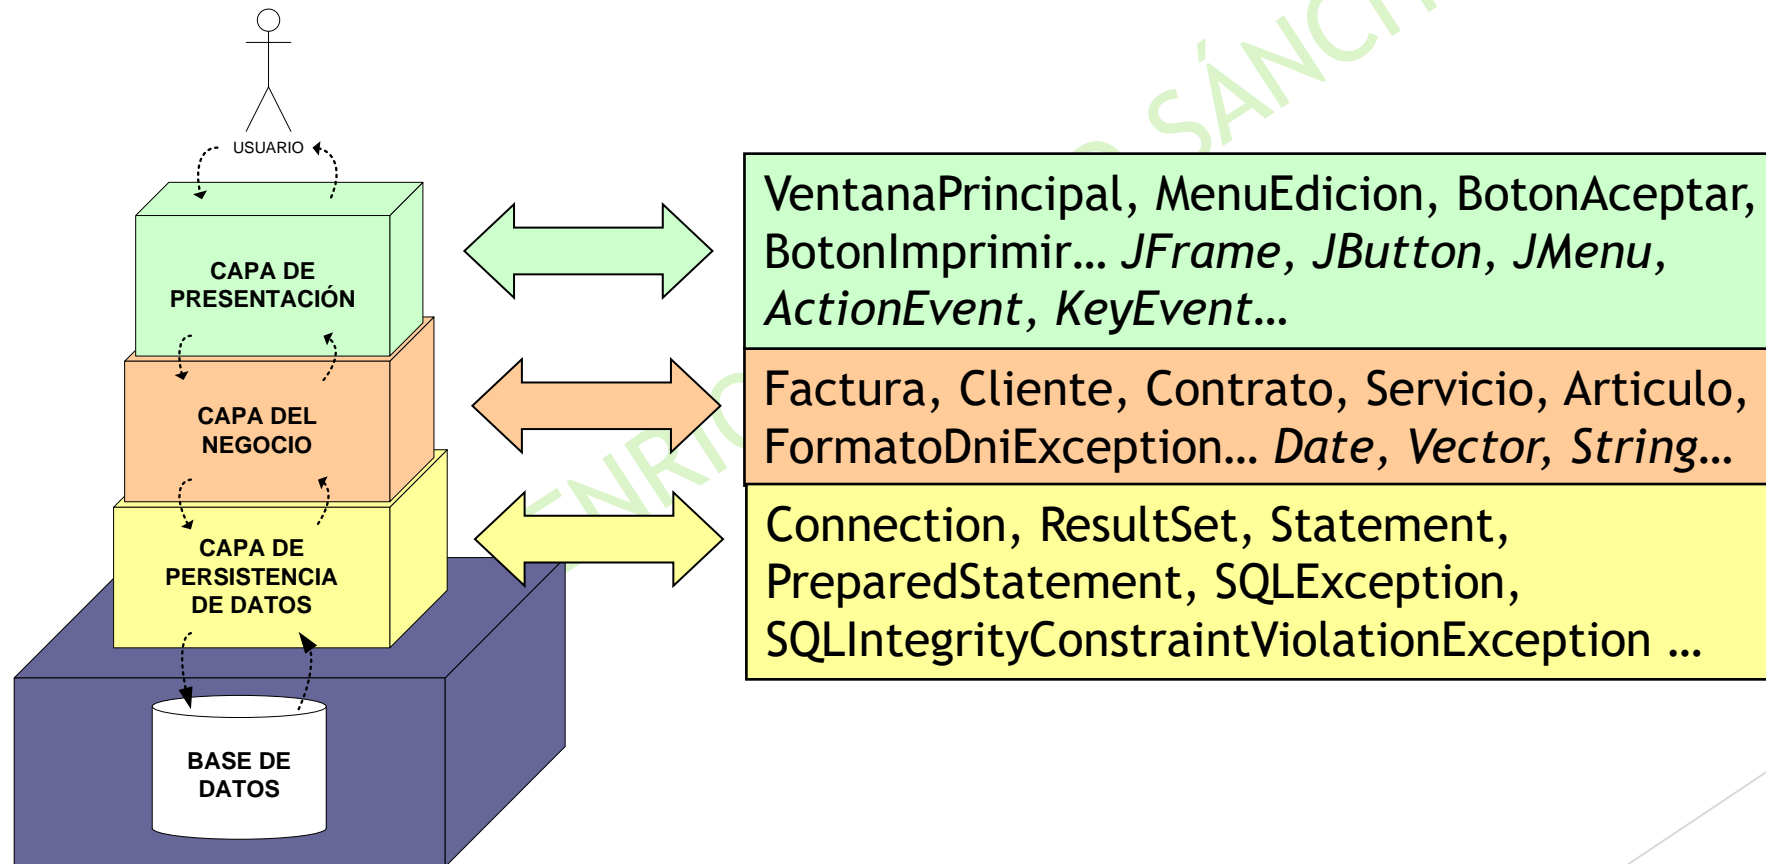 USUARIO
CAPA DE
PRESENTACIÓN
CAPA DEL
NEGOCIO
CAPA DE
PERSISTENCIA
DE DATOS
BASE DE
DATOS
VentanaPrincipal, MenuEdicion, BotonAceptar,
BotonImprimir… JFrame, JButton, JMenu,
ActionEvent, KeyEvent…
Factura, Cliente, Contrato, Servicio, Articulo,
FormatoDniException… Date, Vector, String…
Connection, ResultSet, Statement,
PreparedStatement, SQLException,
SQLIntegrityConstraintViolationException …